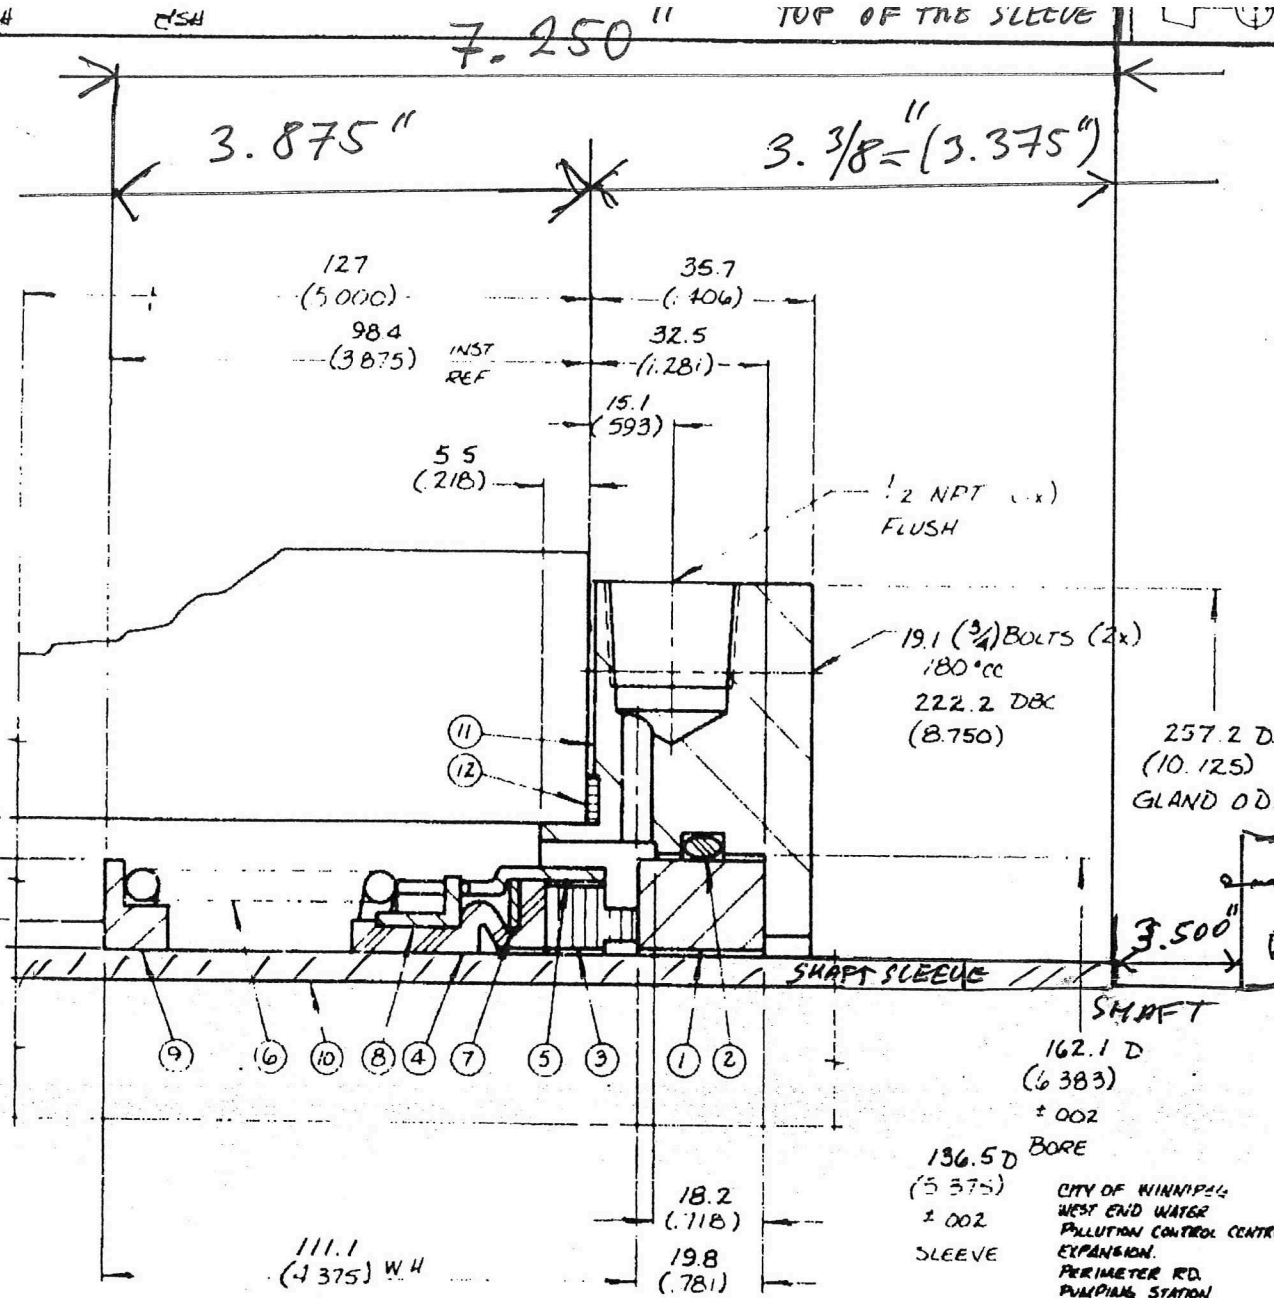 TOP OF THE SLEEVE
7.250"
3.875"
3. 3/8"=(3.375")
127
(5 000)
35.7
98.4
(3875)
INST
REF
32.5
(1.281)
15.1
(593)
5 5
(.218)
1/2 NPT
FLUSH
19.1 (3/4) BOLTS (2x)
180°CC
222.2 DBC
(8.750)
11
12
257.2 D
(10.125)
GLAND OD
3.500"
SHAFT SLEEVE
SHAFT
9
10
8
4
7
5
3
1
2
162.1 D
(6 383)
± 002
BORE
136.5 D
(5 375)
± 002
SLEEVE
18.2
(.718)
19.8
(.781)
111.1
(4 375) WH
CITY OF WINNIPEG
WEST END WATER
POLLUTION CONTROL CENTR
EXPANSION.
PERIMETER RD.
PUMPING STATION